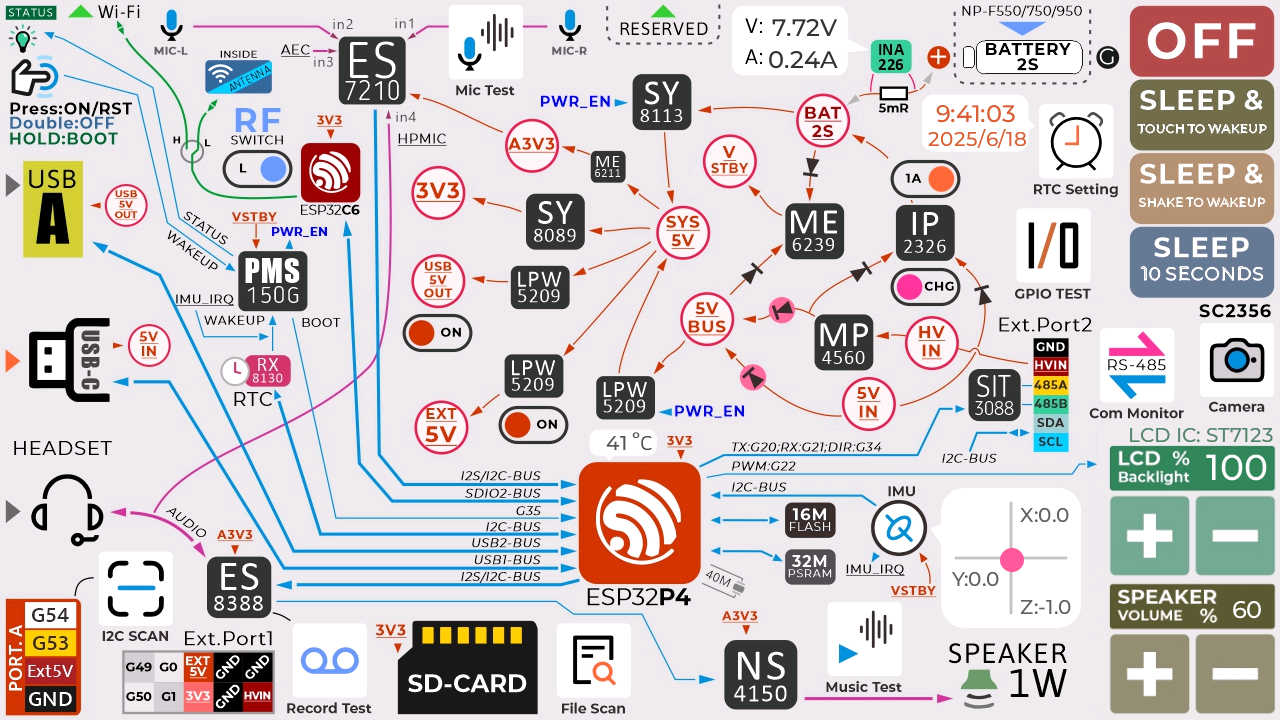 STATUS
Wi-Fi
MIC-L
in2
in1
AEC
in3
ES
7210
in4
HPMIC
Mic Test
MIC-R
RESERVED
V: 7.72V
A: 0.24A
INA
226
5mR
NP-F550/750/950
BATTERY
2S
G
OFF
SLEEP &
TOUCH TO WAKEUP
SLEEP &
SHAKE TO WAKEUP
SLEEP
10 SECONDS
Press:ON/RST
Double:OFF
HOLD:BOOT
INSIDE
ANTENNA
H
L
RF
SWITCH
L
3V3
ESP32C6
PWR_EN
SY
8113
BAT
2S
9:41:03
2025/6/18
RTC Setting
A3V3
ME
6211
V
STBY
1A
USB
A
USB
5V
OUT
STATUS
WAKEUP
VSTBY
PWR_EN
PMS
150G
3V3
SY
8089
SYS
5V
ME
6239
IP
2326
I/O
GPIO TEST
USB
5V
OUT
LPW
5209
CHG
ON
IMU_IRQ
WAKEUP
BOOT
5V
BUS
MP
4560
HV
IN
SC2356
Ext.Port2
GND
HVIN
485A
485B
SDA
SCL
RS-485
Com Monitor
Camera
USB-C
5V
IN
RX
8130
RTC
LPW
5209
LPW
5209
PWR_EN
5V
IN
SIT
3088
EXT
5V
ON
41 °C
3V3
TX:G20;RX:G21;DIR:G34
I2C-BUS
LCD IC: ST7123
LCD %
Backlight
100
HEADSET
AUDIO
I2S/I2C-BUS
SDIO2-BUS
G35
I2C-BUS
USB2-BUS
USB1-BUS
I2S/I2C-BUS
PWM:G22
I2C-BUS
16M
FLASH
32M
PSRAM
40M
ESP32P4
IMU
IMU_IRQ
VSTBY
X:0.0
Y:0.0
Z:-1.0
+
−
A3V3
ES
8388
I2C SCAN
PORT. A
G54
G53
Ext5V
GND
Ext.Port1
G49
G0
EXT
5V
GND
GND
G50
G1
3V3
GND
HVIN
Record Test
3V3
SD-CARD
File Scan
A3V3
NS
4150
Music Test
SPEAKER
1W
SPEAKER
VOLUME %
60
+
−